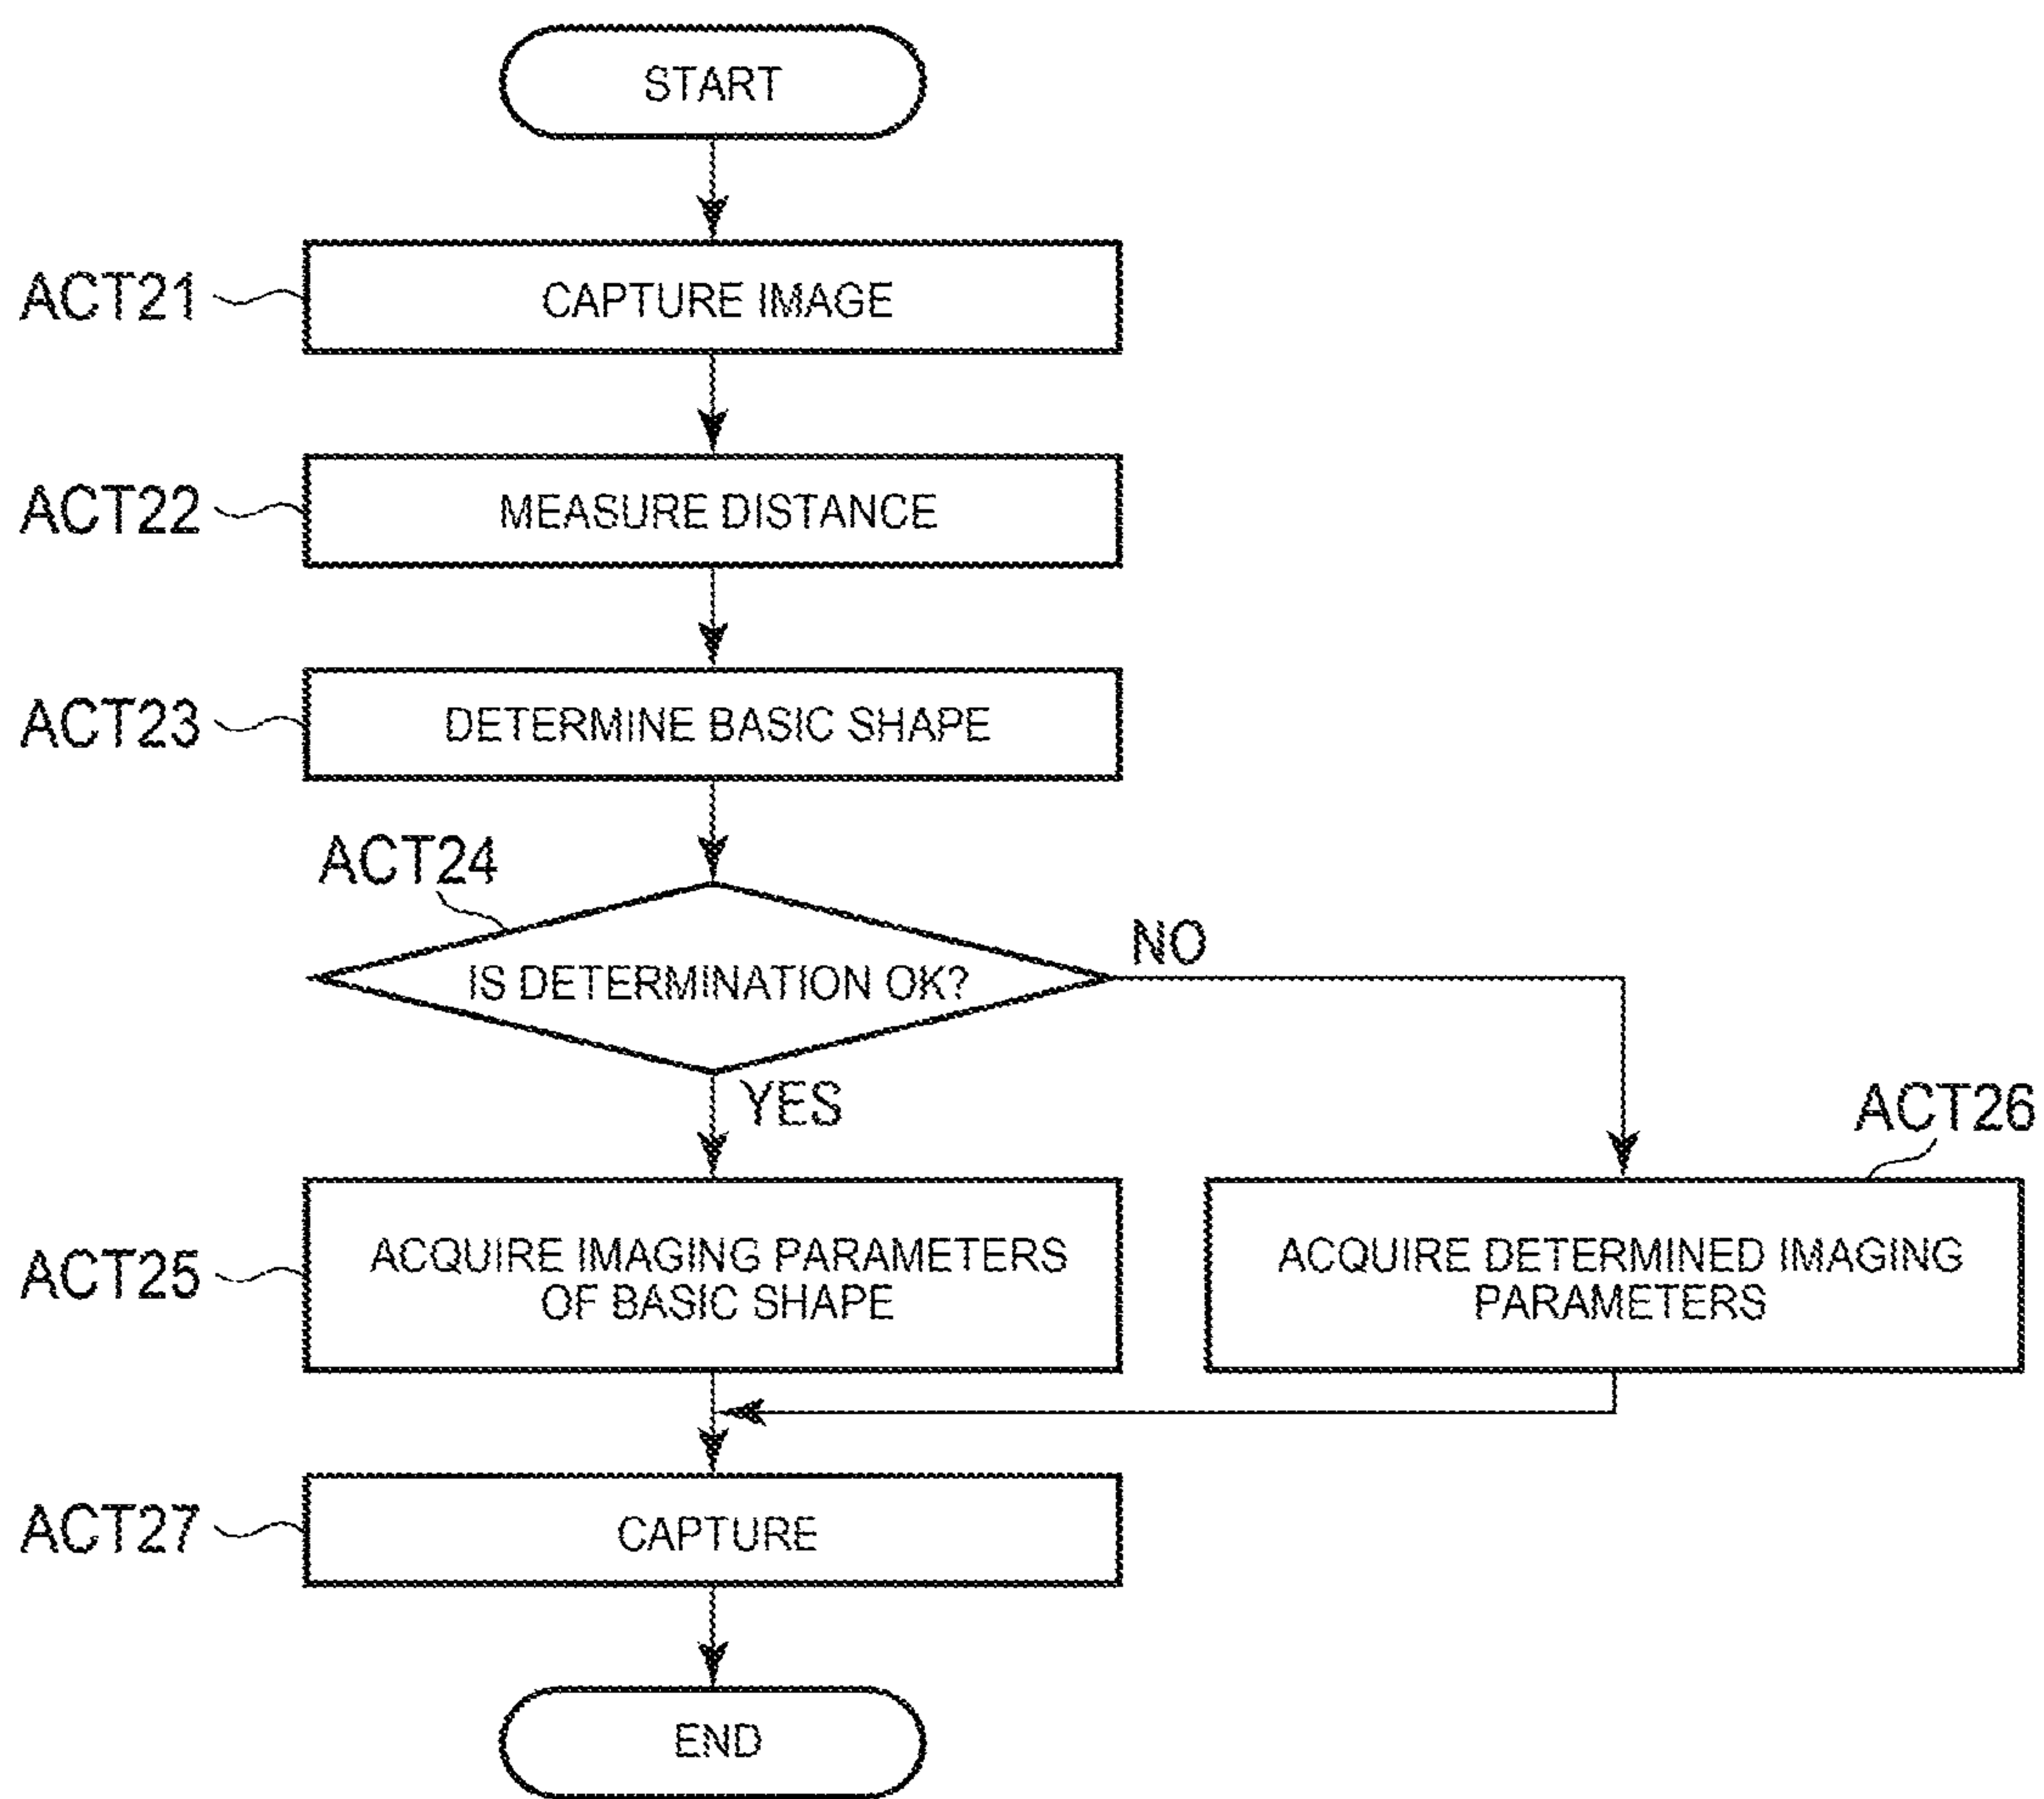 START
ACT21
CAPTURE IMAGE
ACT22
MEASURE DISTANCE
ACT23
DETERMINE BASIC SHAPE
ACT24
IS DETERMINATION OK?
NO
YES
ACT26
ACT25
ACQUIRE IMAGING PARAMETERS
OF BASIC SHAPE
ACQUIRE DETERMINED IMAGING
PARAMETERS
ACT27
CAPTURE
END